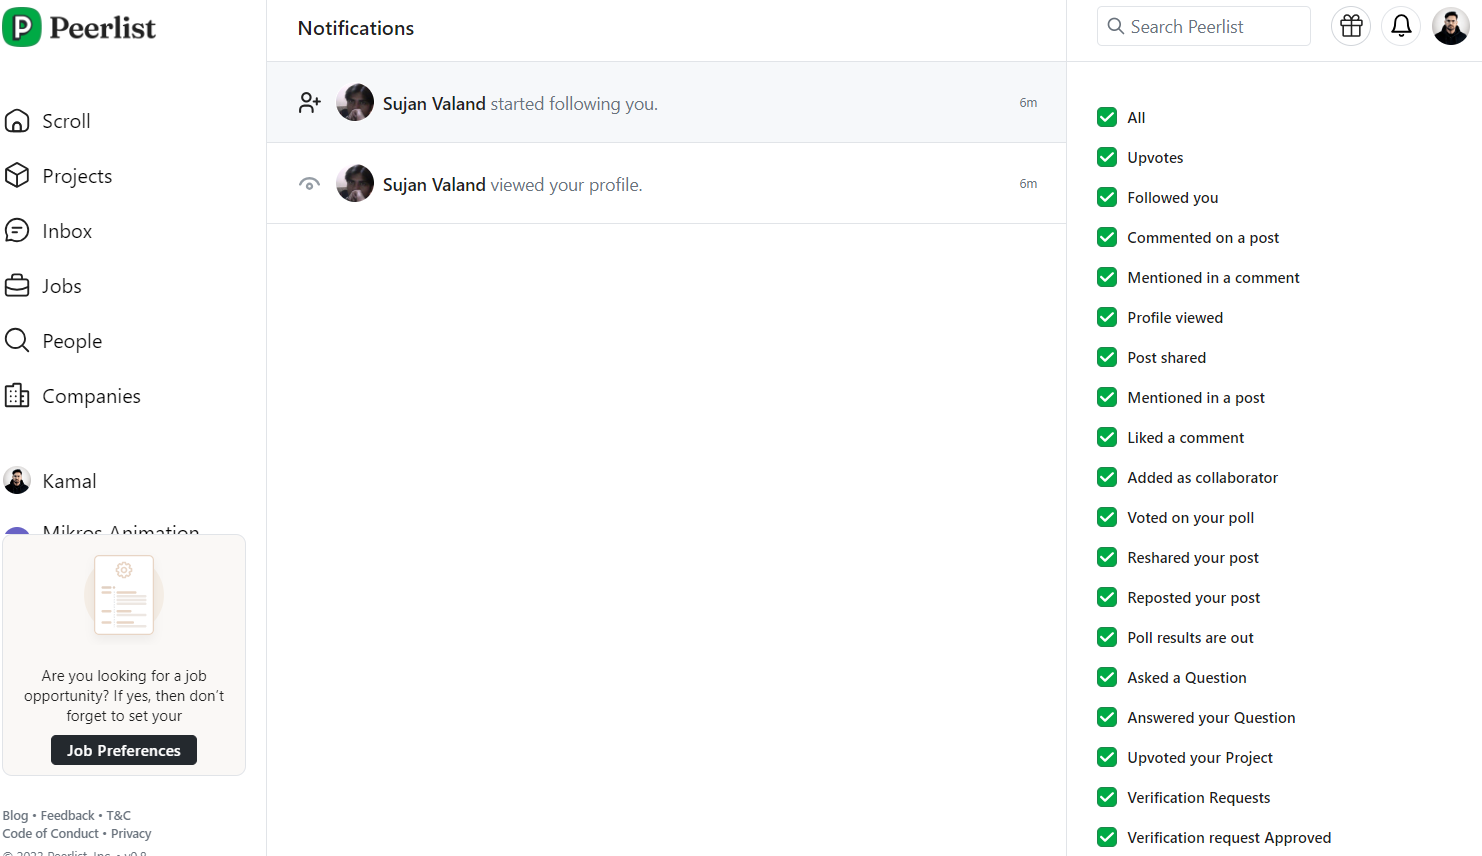 Peerlist
Scroll
Projects
Inbox
Jobs
People
Companies
Kamal
Mikros Animation
Are you looking for a job
opportunity? If yes, then don't
forget to set your
Job Preferences
Blog • Feedback • T&C
Code of Conduct • Privacy
© 2023 Peerlist, Inc. • v0.8
Notifications
Sujan Valand started following you.
6m
Sujan Valand viewed your profile.
6m
Search Peerlist
All
Upvotes
Followed you
Commented on a post
Mentioned in a comment
Profile viewed
Post shared
Mentioned in a post
Liked a comment
Added as collaborator
Voted on your poll
Reshared your post
Reposted your post
Poll results are out
Asked a Question
Answered your Question
Upvoted your Project
Verification Requests
Verification request Approved